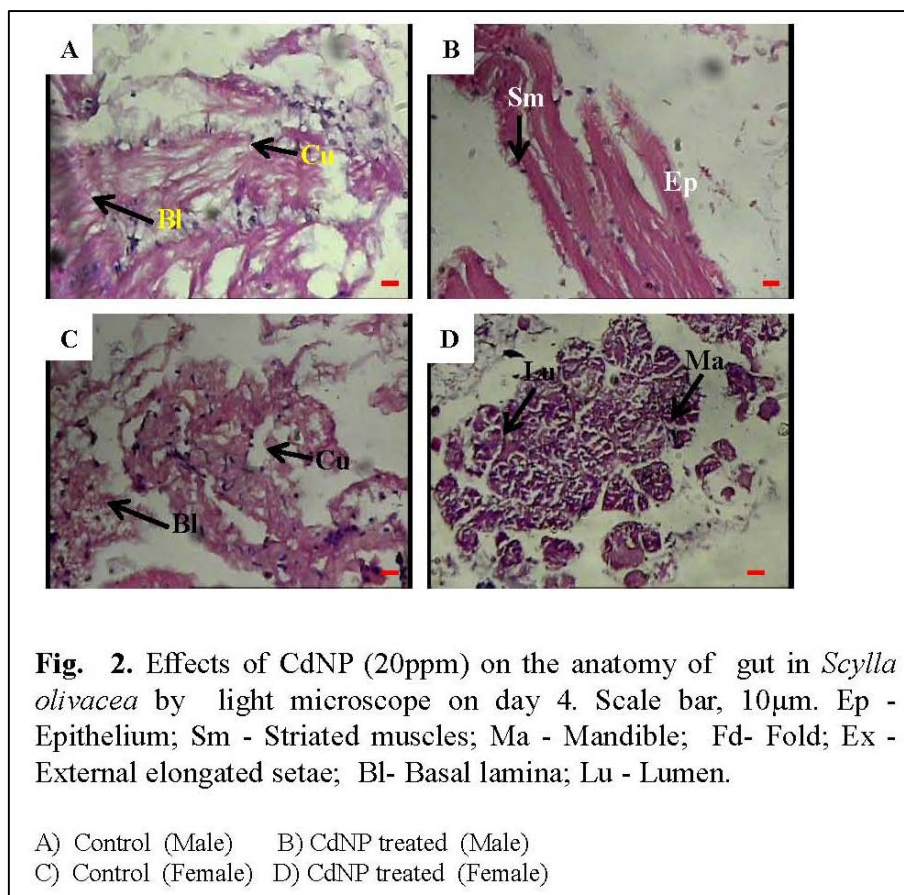 A
B
Sm
Cu
Ep
Bl
C
D
Lu
Ma
Cu
Bl
Fig. 2. Effects of CdNP (20ppm) on the anatomy of gut in Scylla
olivacea by light microscope on day 4. Scale bar, 10µm. Ep -
Epithelium; Sm - Striated muscles; Ma - Mandible; Fd- Fold; Ex -
External elongated setae; Bl- Basal lamina; Lu - Lumen.
A) Control (Male) B) CdNP treated (Male)
C) Control (Female) D) CdNP treated (Female)